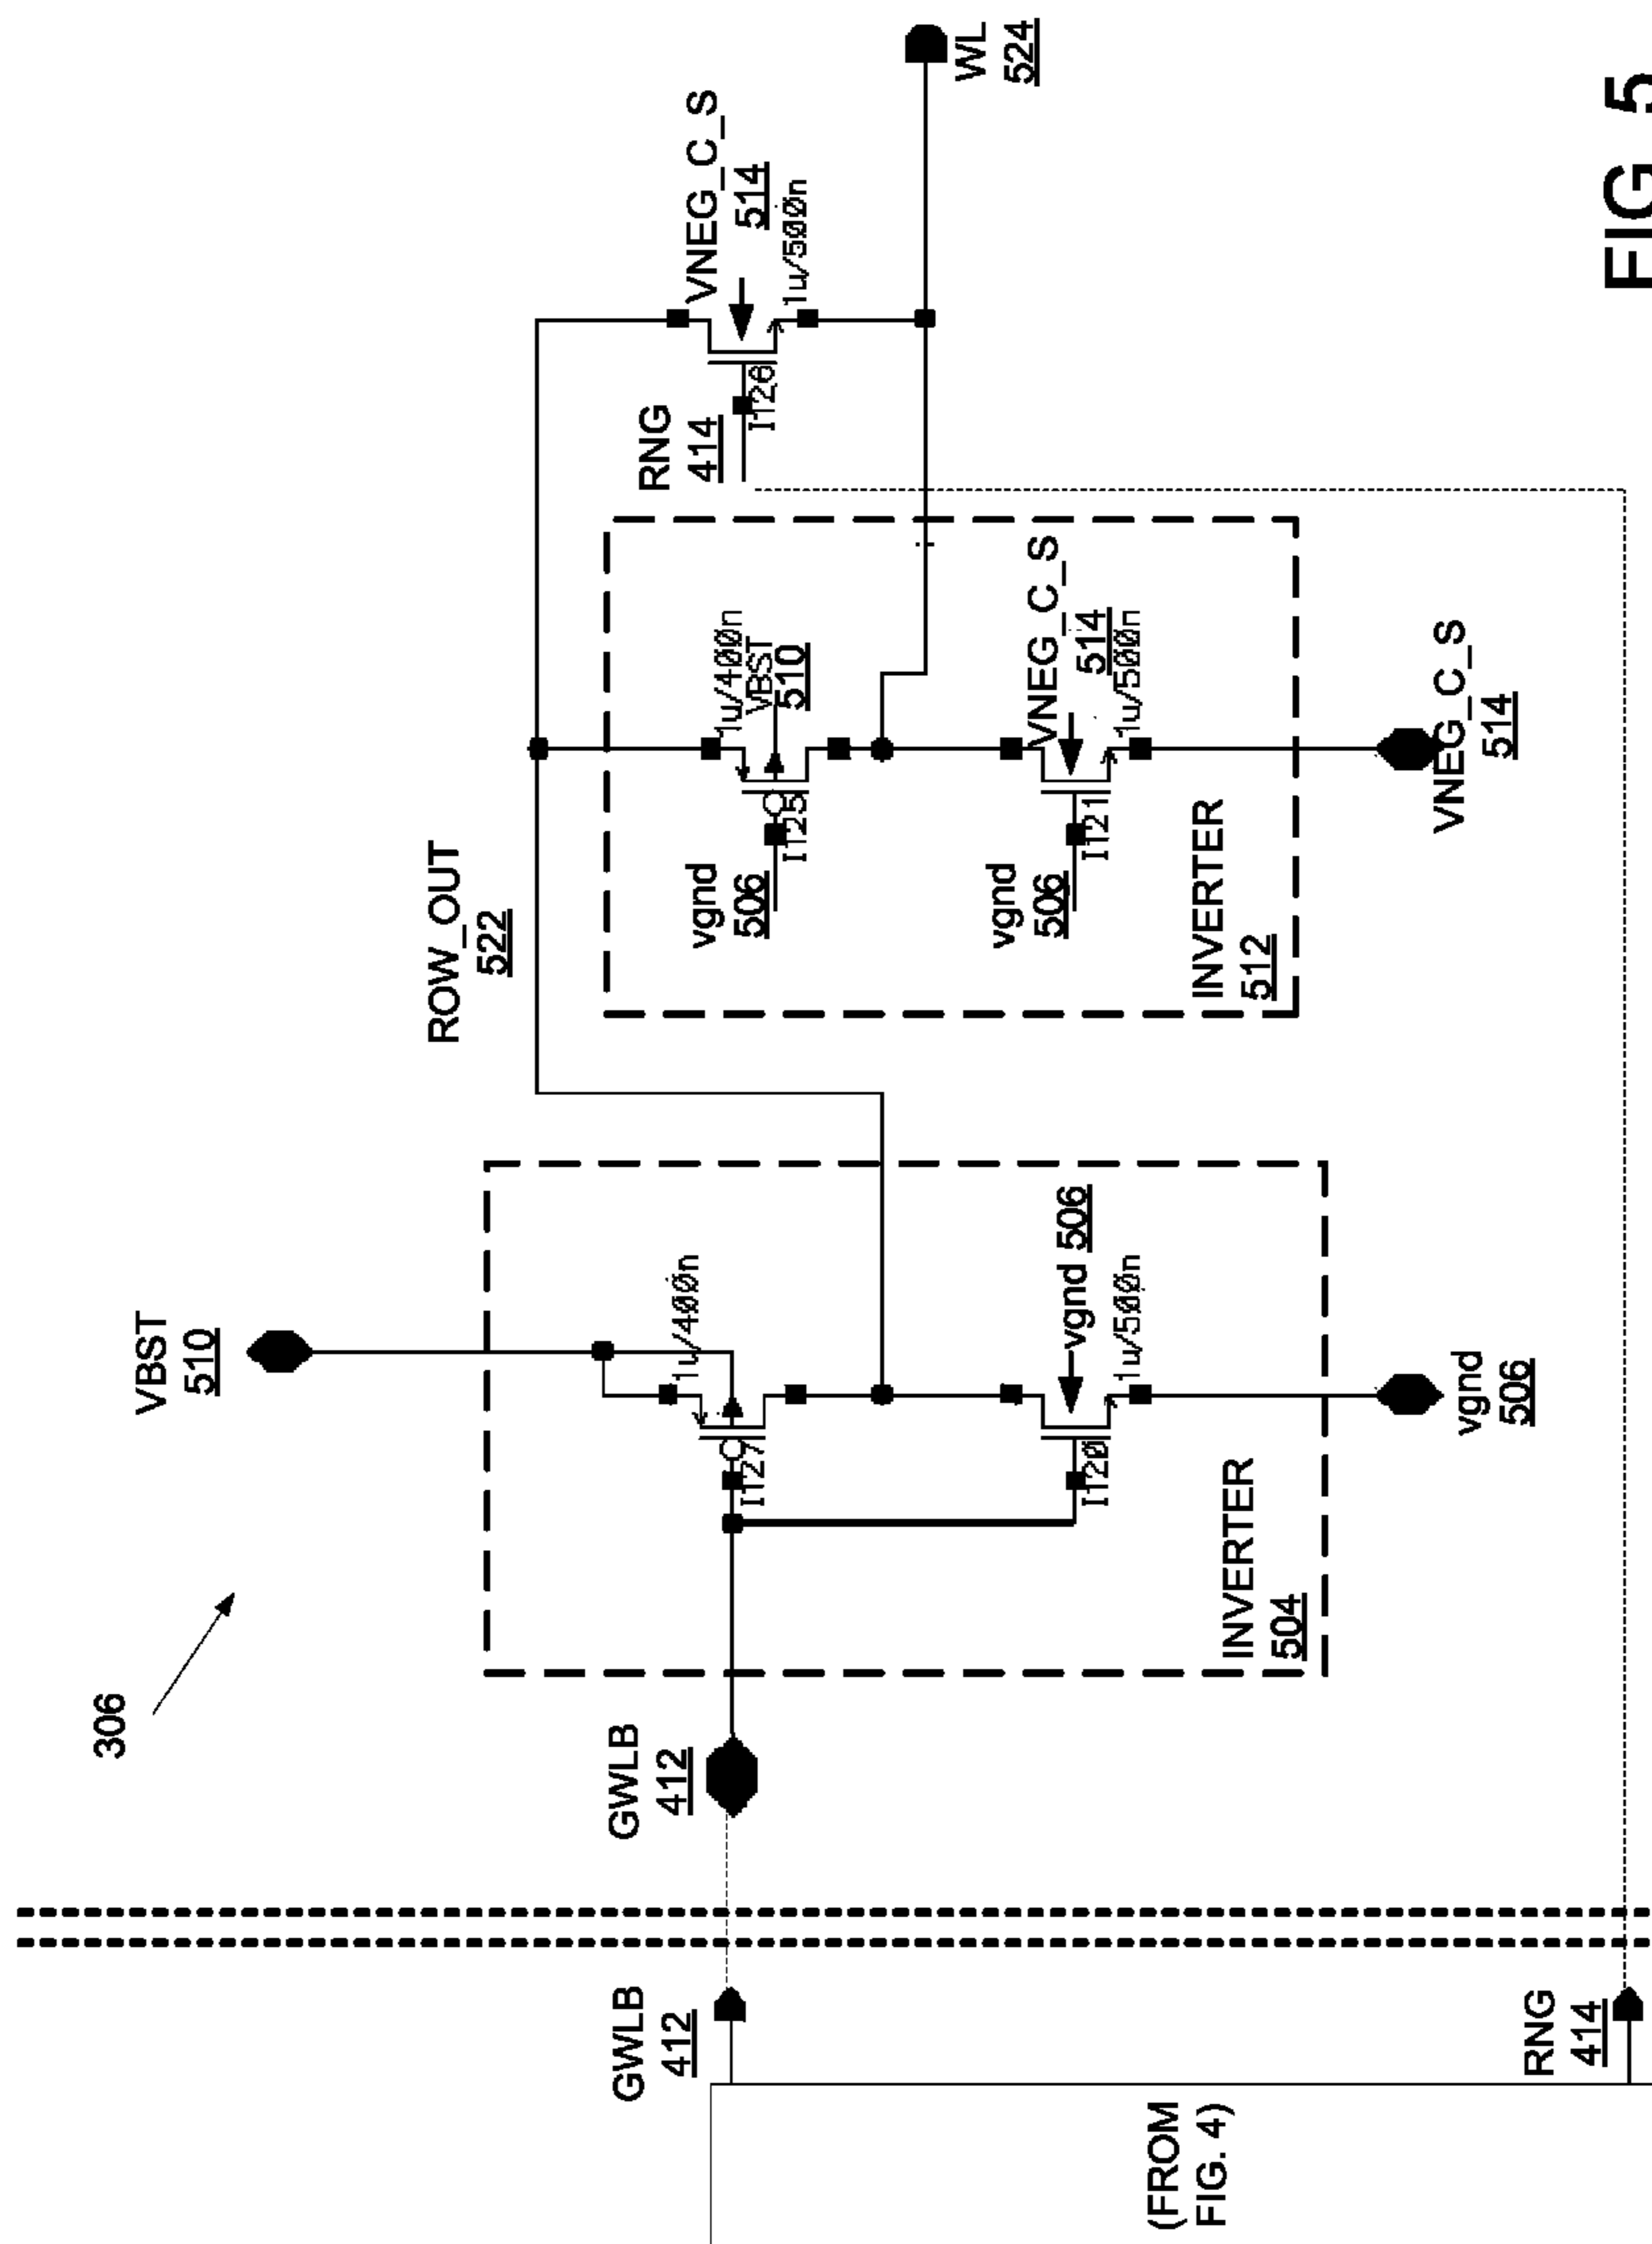 306
VBST
510
ROW_OUT
522
GWLB
412
GWLB
412
1u/400n
I127
vgnd 506
1u/500n
I120
INVERTER
504
vgnd
506
vgnd
506
1u/400n
VBST
510
I125
vgnd
506
VNEG_C_S
514
1u/500n
I121
INVERTER
512
VNEG_C_S
514
RNG
414
VNEG_C_S
514
1u/500n
I126
WL
524
(FROM
FIG. 4)
RNG
414
FIG. 5